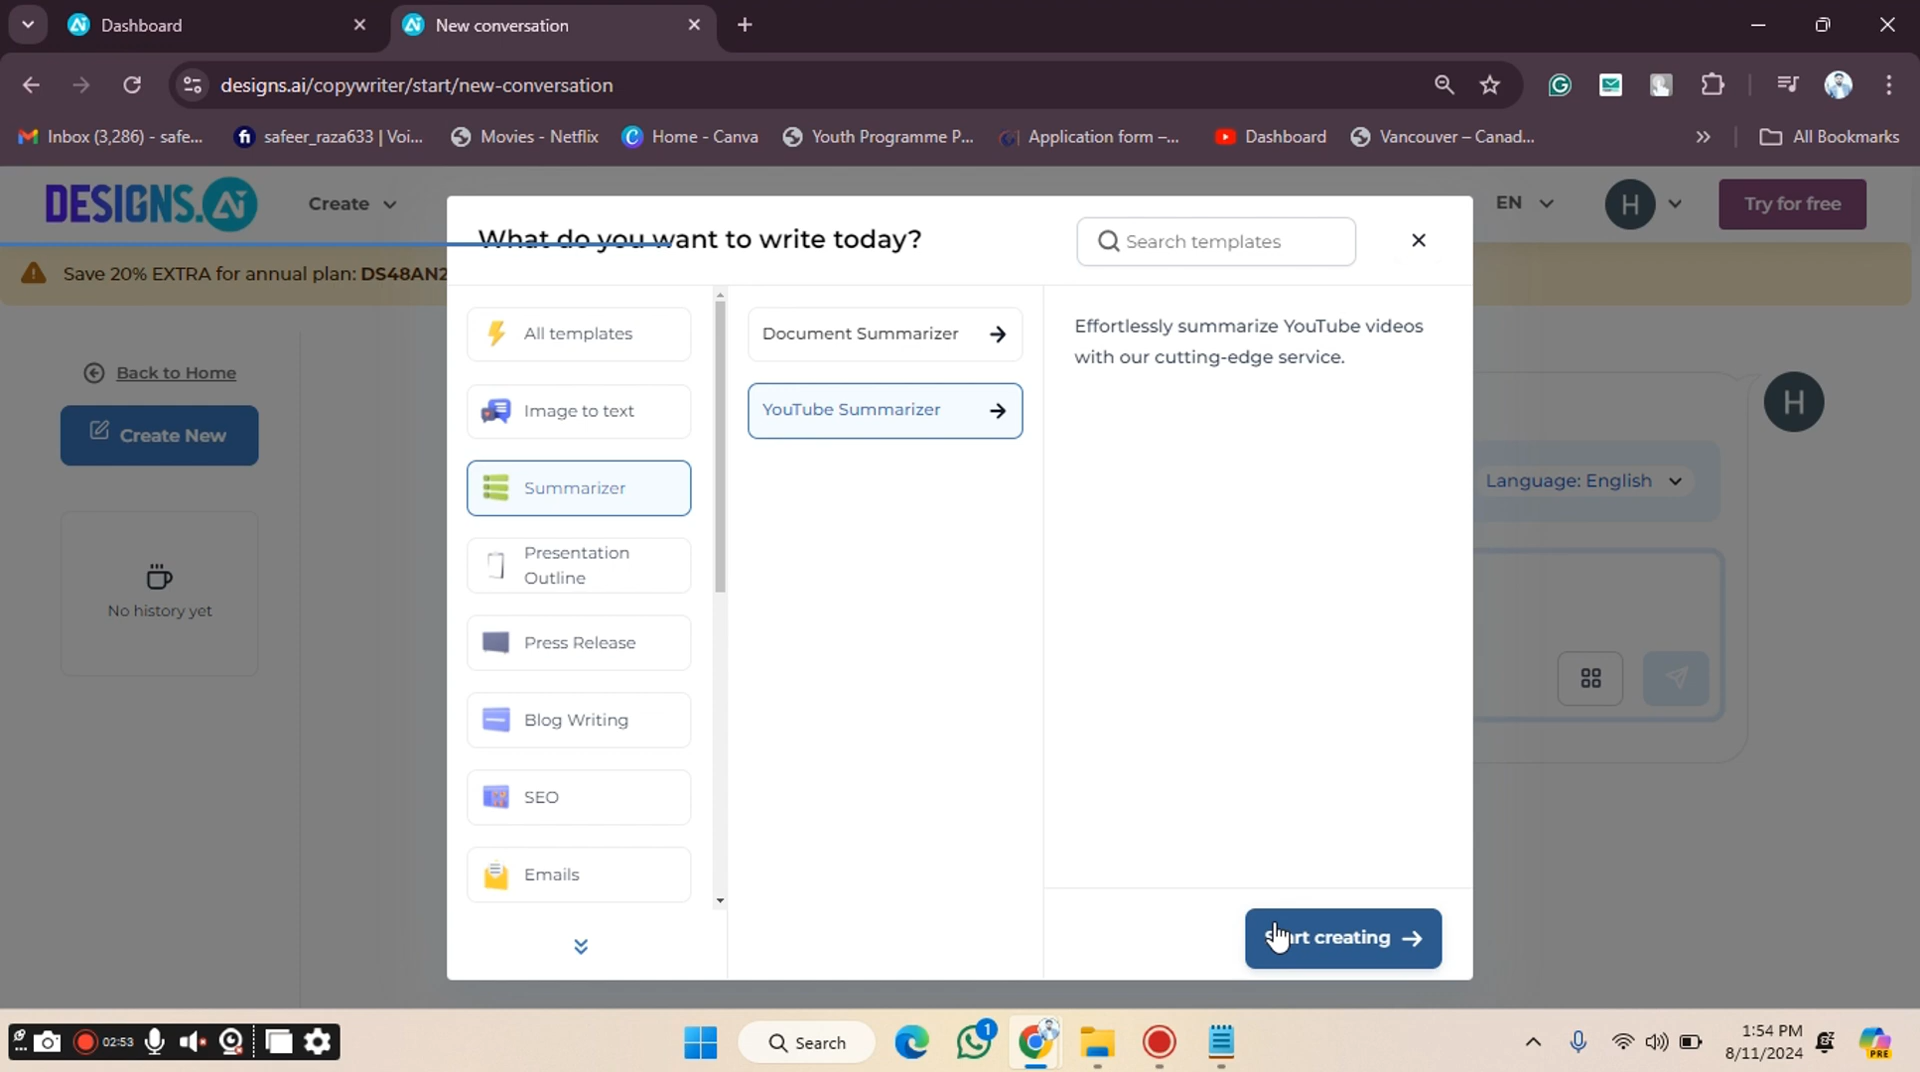 Dashboard
New conversation
designs.ai/copywriter/start/new-conversation
Inbox (3,286) - safe...
safeer_raza633 | Voi...
Movies - Netflix
Home - Canva
Youth Programme P...
Application form –...
Dashboard
Vancouver – Canad...
All Bookmarks
DESIGNS.Ai
Create
What do you want to write today?
Search templates
EN
H
Try for free
Save 20% EXTRA for annual plan: DS48AN2
Back to Home
Create New
No history yet
All templates
Image to text
Summarizer
Presentation
Outline
Press Release
Blog Writing
SEO
Emails
Document Summarizer
YouTube Summarizer
Effortlessly summarize YouTube videos
with our cutting-edge service.
creating
H
Language: English
02:53
Search
1
1:54 PM
8/11/2024
PRE